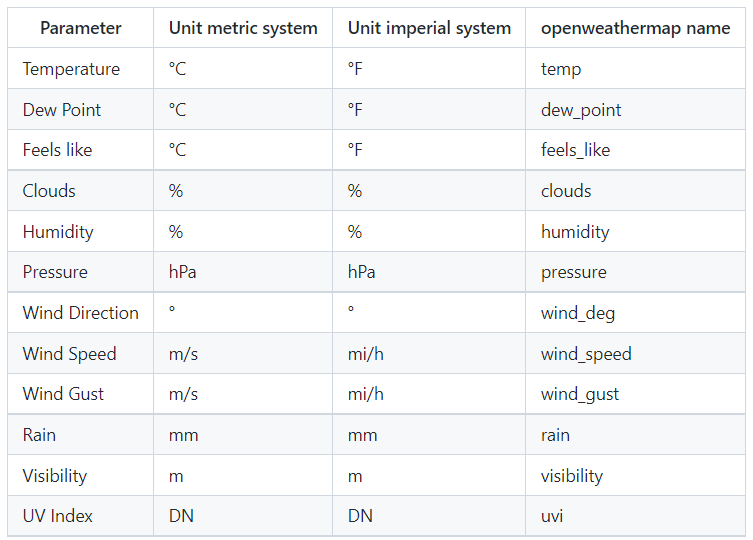 Parameter Unit metric system Unit imperial system openweathermap name
Temperature °C °F temp
Dew Point °C °F dew_point
Feels like °C °F feels_like
Clouds % % clouds
Humidity % % humidity
Pressure hPa hPa pressure
Wind Direction ° ° wind_deg
Wind Speed m/s mi/h wind_speed
Wind Gust m/s mi/h wind_gust
Rain mm mm rain
Visibility m m visibility
UV Index DN DN uvi